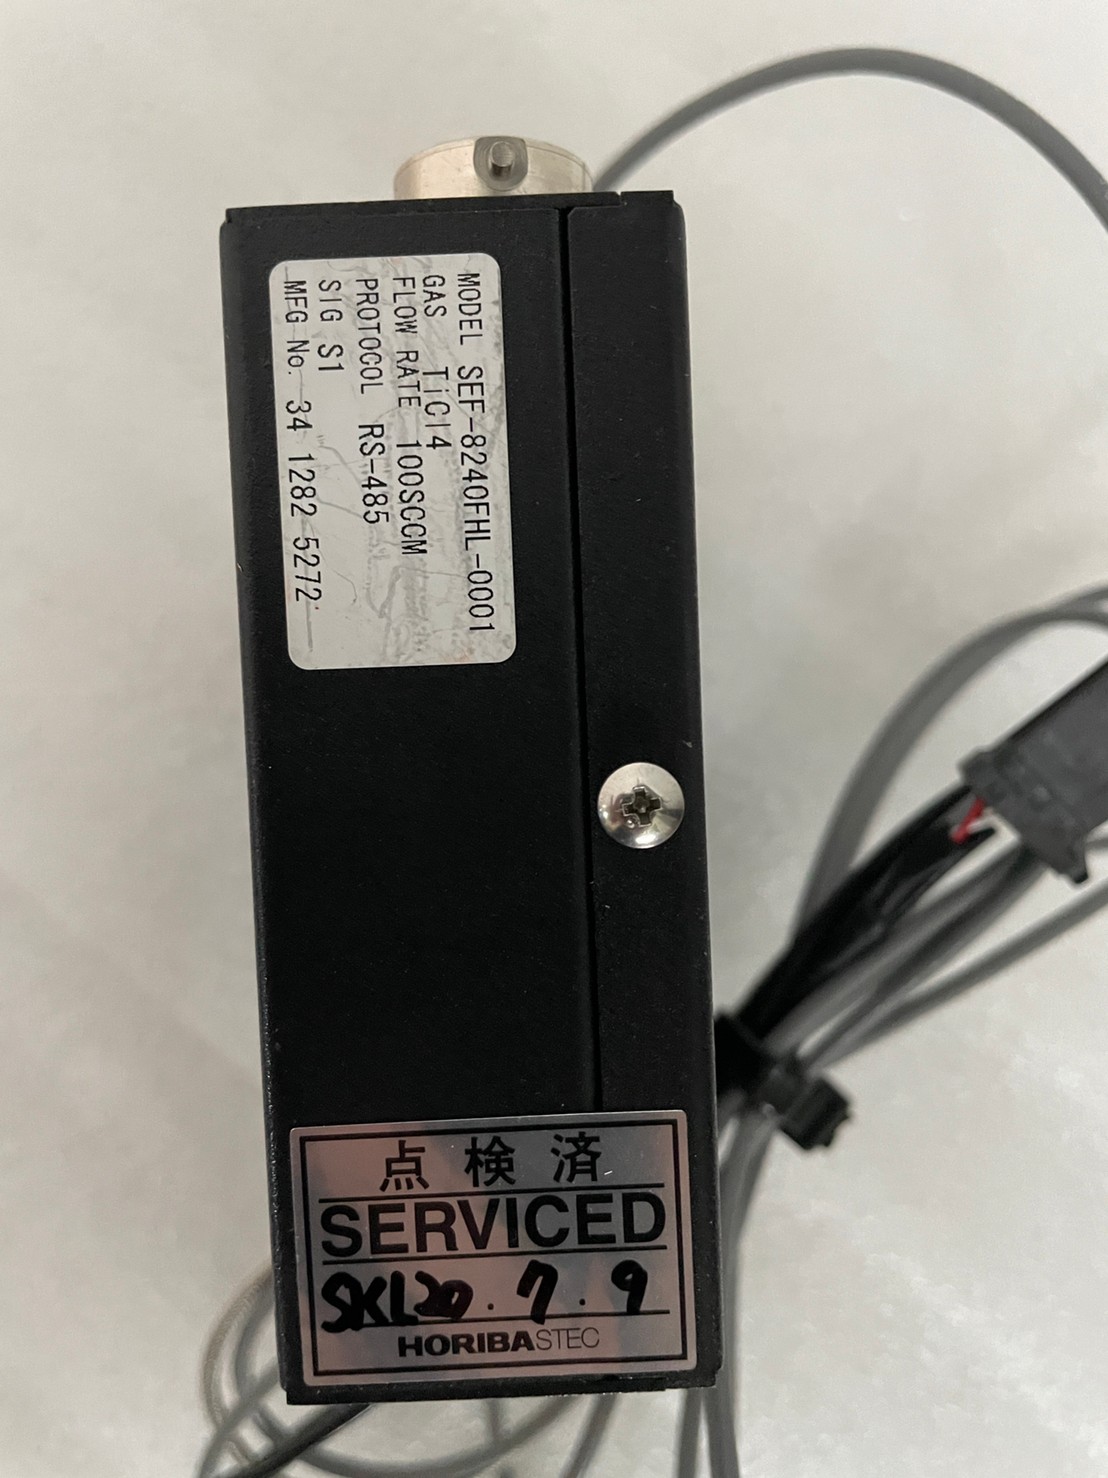 MODEL SEF-8240FHL-0001
GAS TiCl4
FLOW RATE 100SCCM
PROTOCOL RS-485
SIG S1
MFG No. 34 1282 5272
点検済
SERVICED
SKL20.7.9
HORIBASTEC